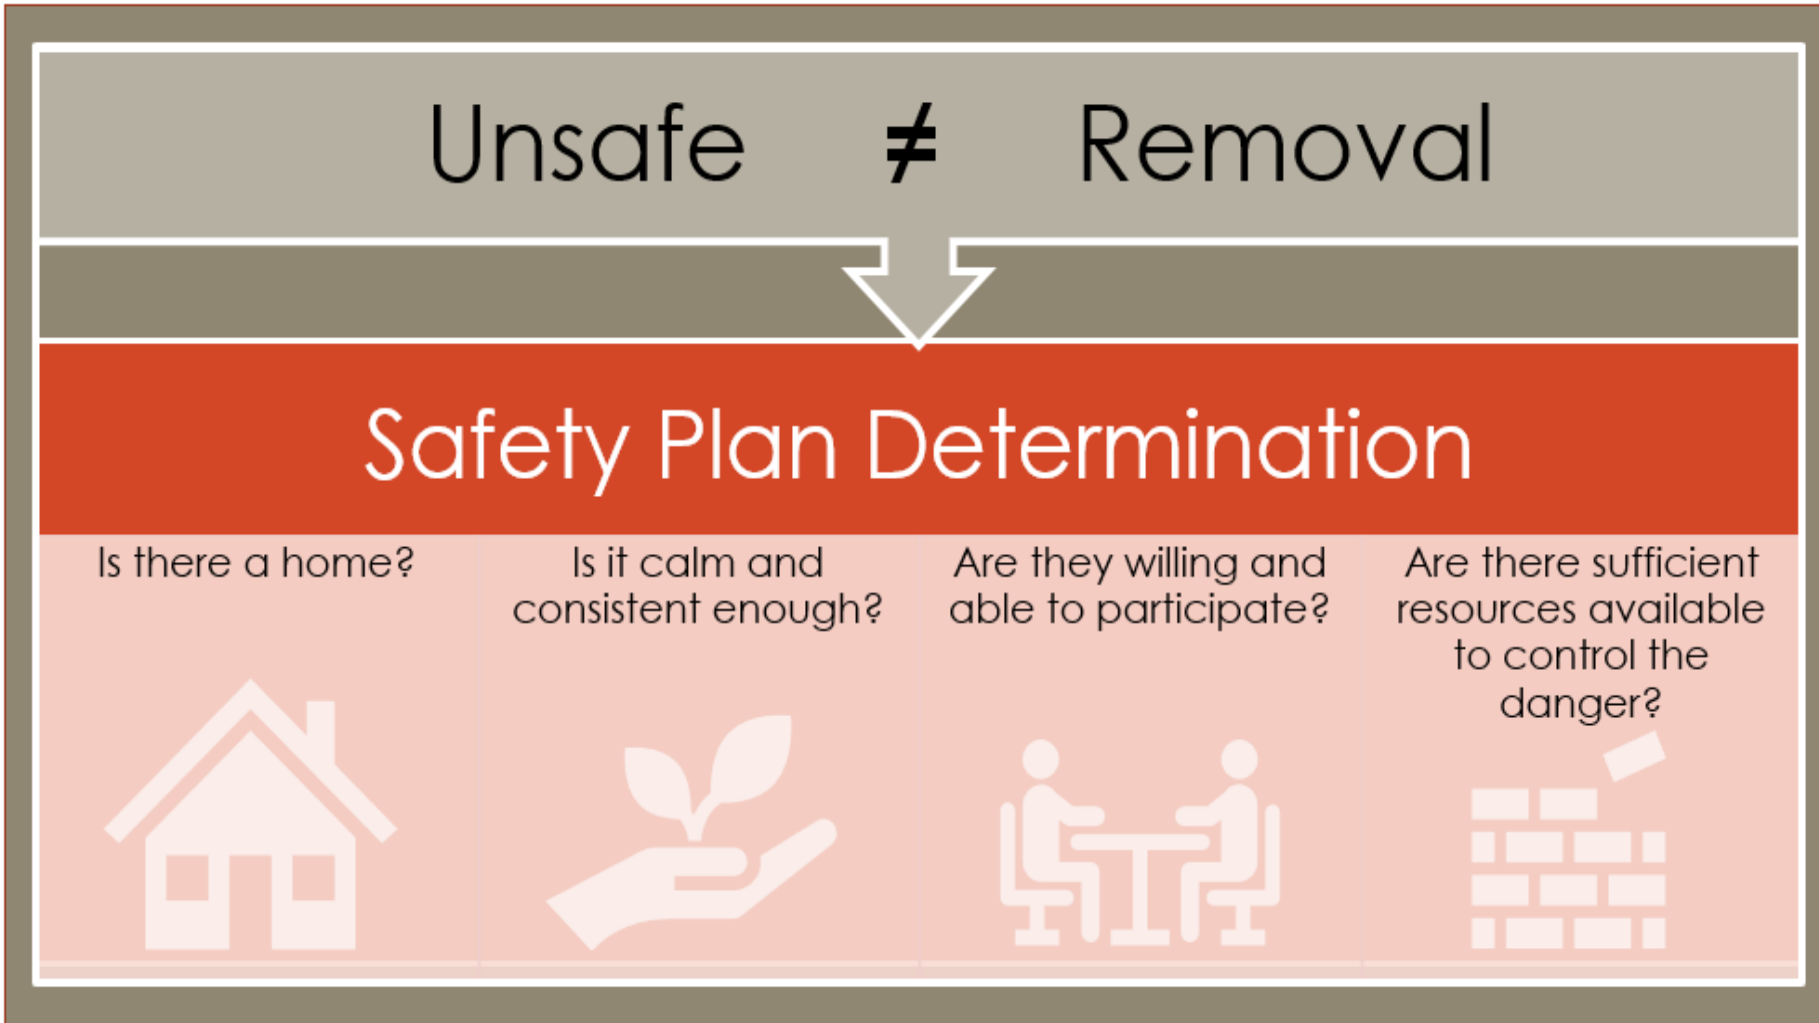 Unsafe ≠ Removal
Safety Plan Determination
Is there a home?
Is it calm and
consistent enough?
Are they willing and
able to participate?
Are there sufficient
resources available
to control the
danger?